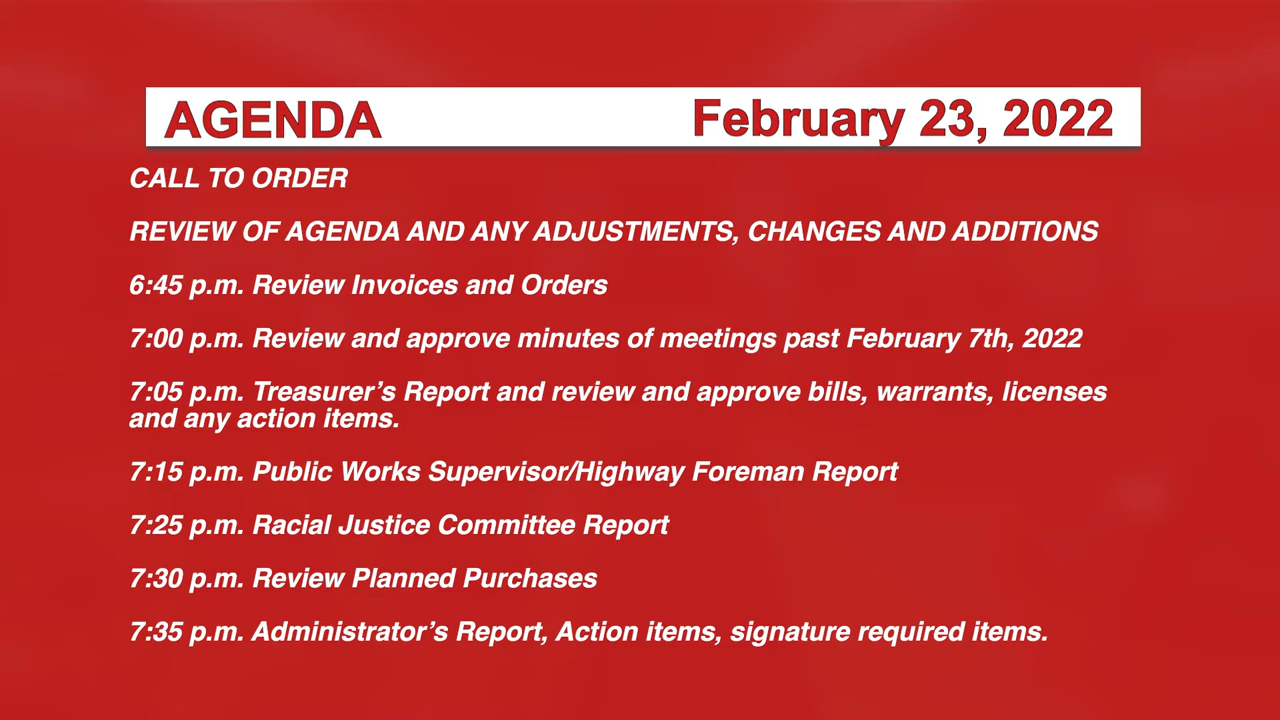 AGENDA February 23, 2022
CALL TO ORDER
REVIEW OF AGENDA AND ANY ADJUSTMENTS, CHANGES AND ADDITIONS
6:45 p.m. Review Invoices and Orders
7:00 p.m. Review and approve minutes of meetings past February 7th, 2022
7:05 p.m. Treasurer’s Report and review and approve bills, warrants, licenses
and any action items.
7:15 p.m. Public Works Supervisor/Highway Foreman Report
7:25 p.m. Racial Justice Committee Report
7:30 p.m. Review Planned Purchases
7:35 p.m. Administrator’s Report, Action items, signature required items.